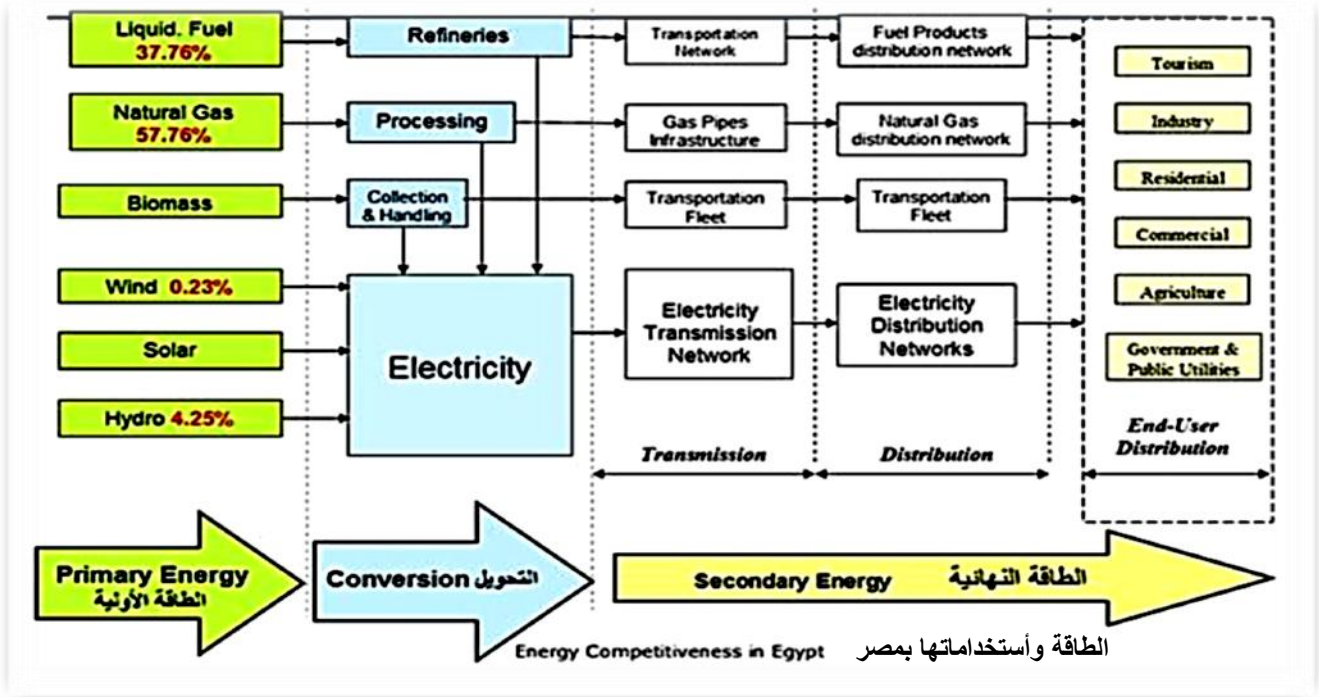 Liquid. Fuel
37.76%
Refineries
Transportation
Network
Fuel Products
distribution network
Tourism
Natural Gas
57.76%
Processing
Gas Pipes
Infrastructure
Natural Gas
distribution network
Industry
Biomass
Collection
& Handling
Transportation
Fleet
Transportation
Fleet
Residential
Commercial
Wind 0.23%
Solar
Hydro 4.25%
Electricity
Electricity
Transmission
Network
Electricity
Distribution
Networks
Agriculture
Government &
Public Utilities
Transmission
Distribution
End-User
Distribution
Primary Energy
الطاقة الأولية
Conversion التحويل
Secondary Energy الطاقة النهائية
Energy Competitiveness in Egypt الطاقة وأستخداماتها بمصر